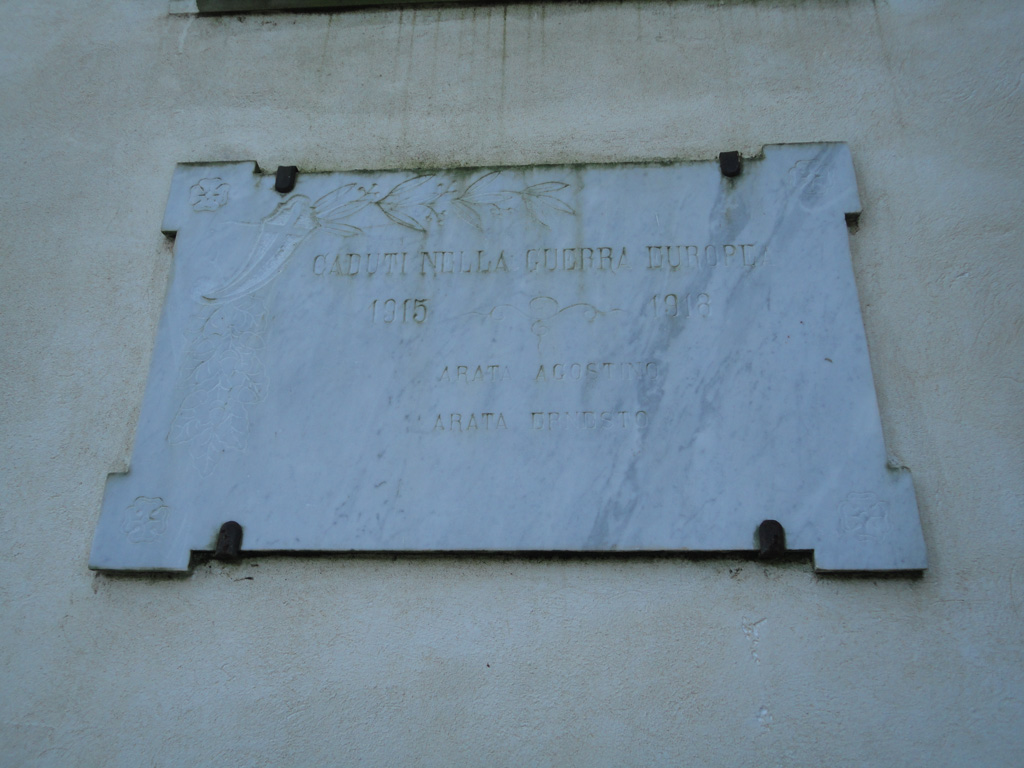 CADUTI NELLA GUERRA EUROPEA
1915 1918
ARATA AGOSTINO
ARATA ERNESTO